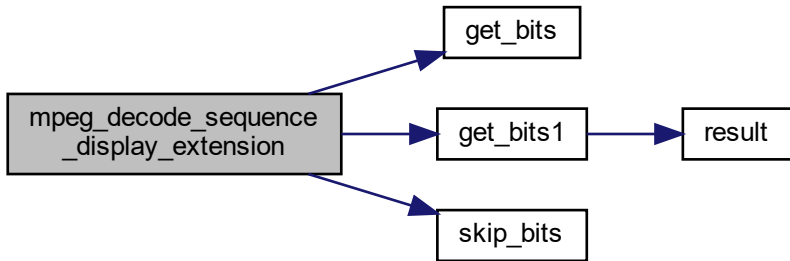 get_bits
mpeg_decode_sequence
_display_extension
get_bits1
result
skip_bits